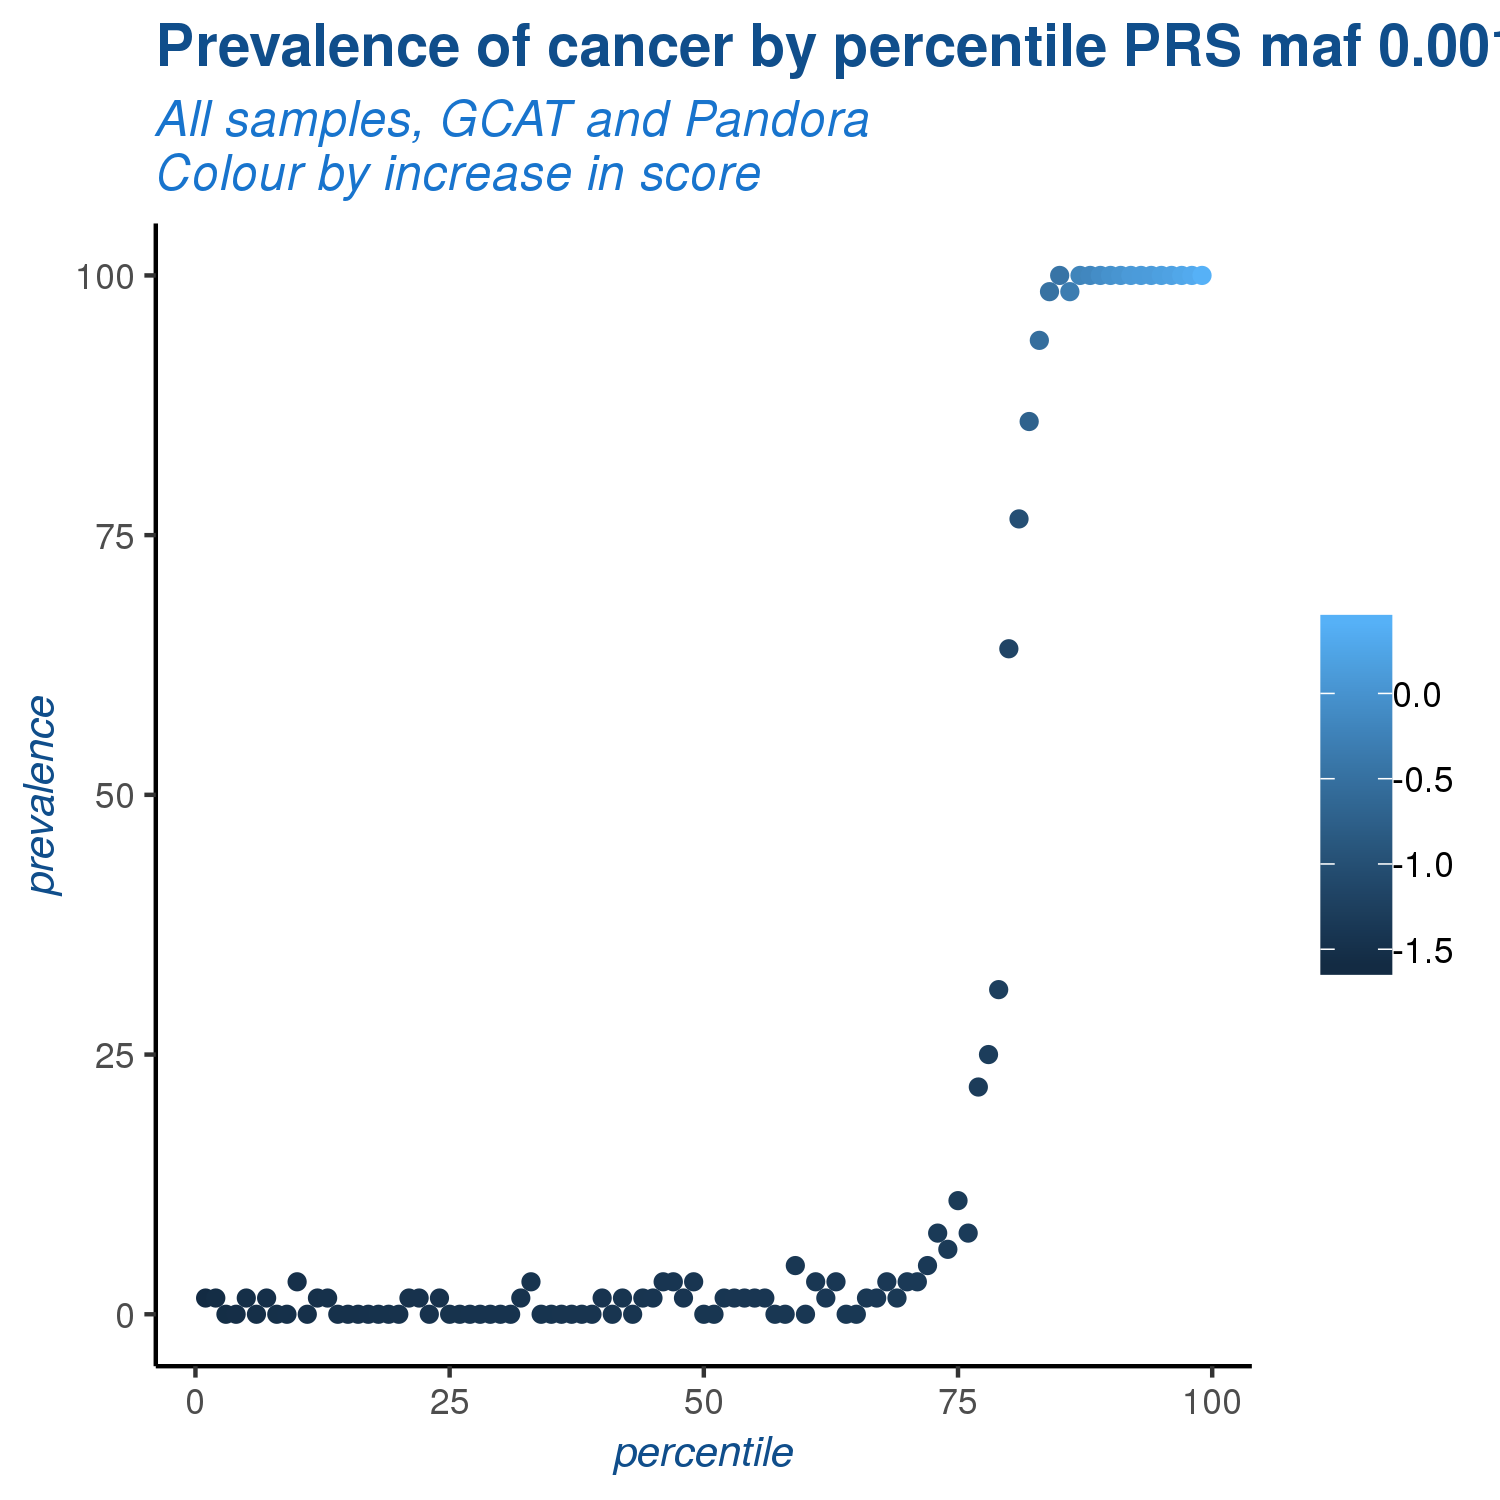 Prevalence of cancer by percentile PRS maf 0.001
All samples, GCAT and Pandora
Colour by increase in score
100
75
50
25
0
prevalence
0 25 50 75 100
percentile
0.0
-0.5
-1.0
-1.5